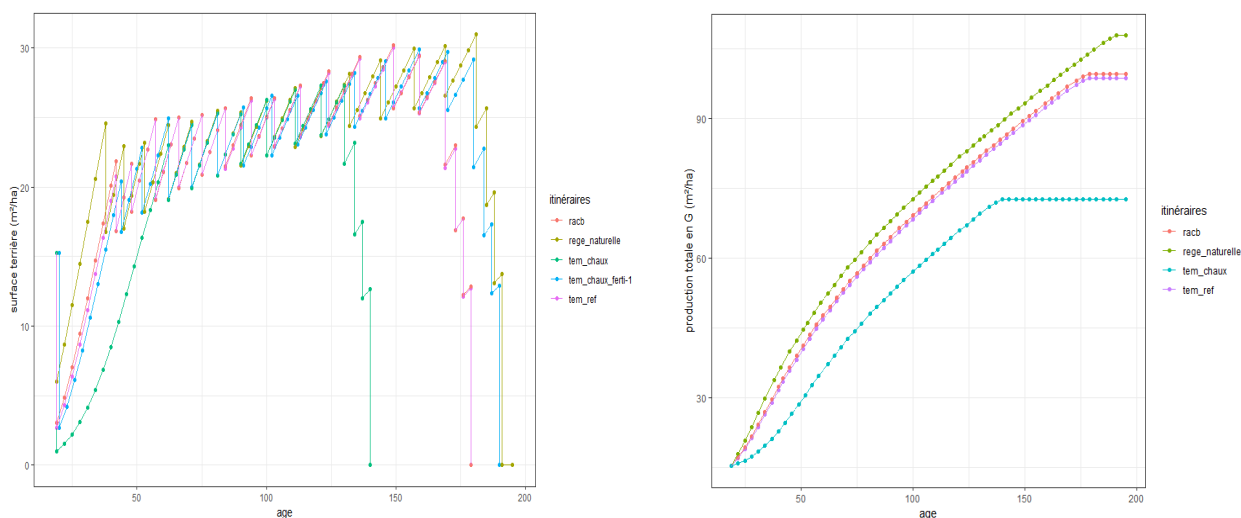 surface terrière (m²/ha)
30
20
10
0
50
100
150
200
age
itinéraires
racb
rege_naturelle
tem_chaux
tem_chaux_ferti-1
tem_ref
production totale en G (m²/ha)
90
60
30
50
100
150
200
age
itinéraires
racb
rege_naturelle
tem_chaux
tem_ref